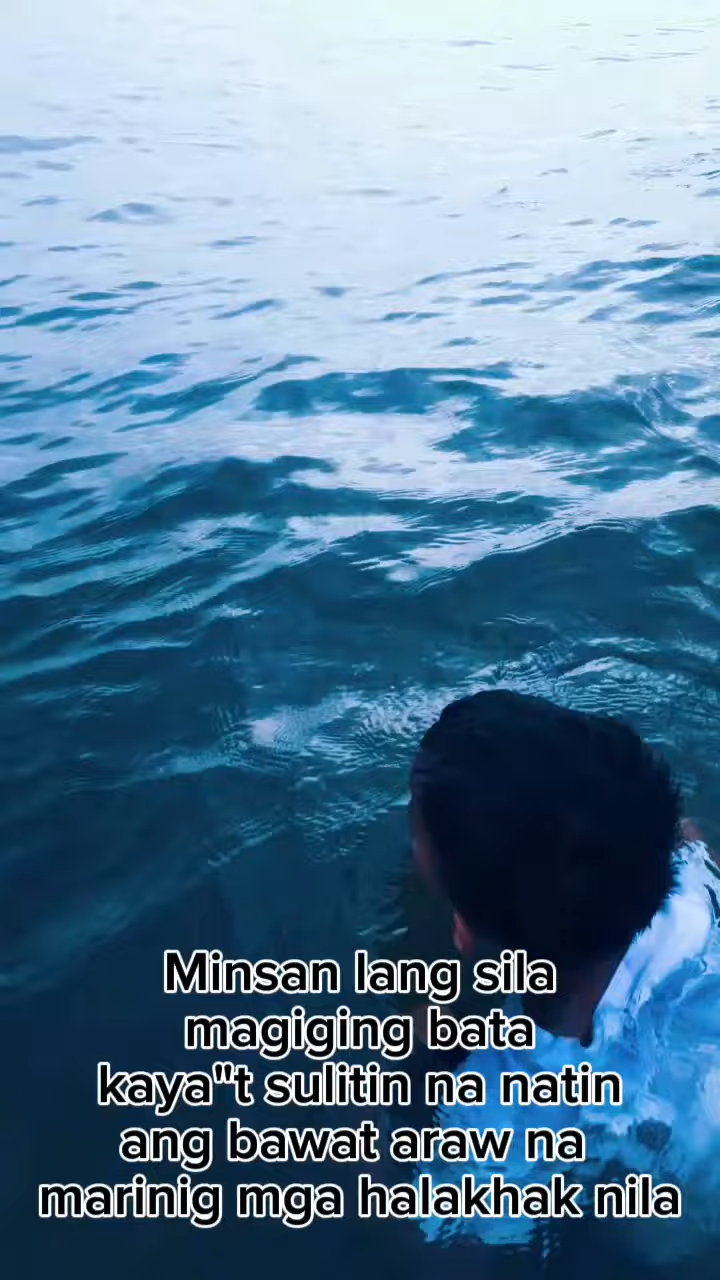 Minsan lang sila
magiging bata
kaya"t sulitin na natin
ang bawat araw na
marinig mga halakhak nila